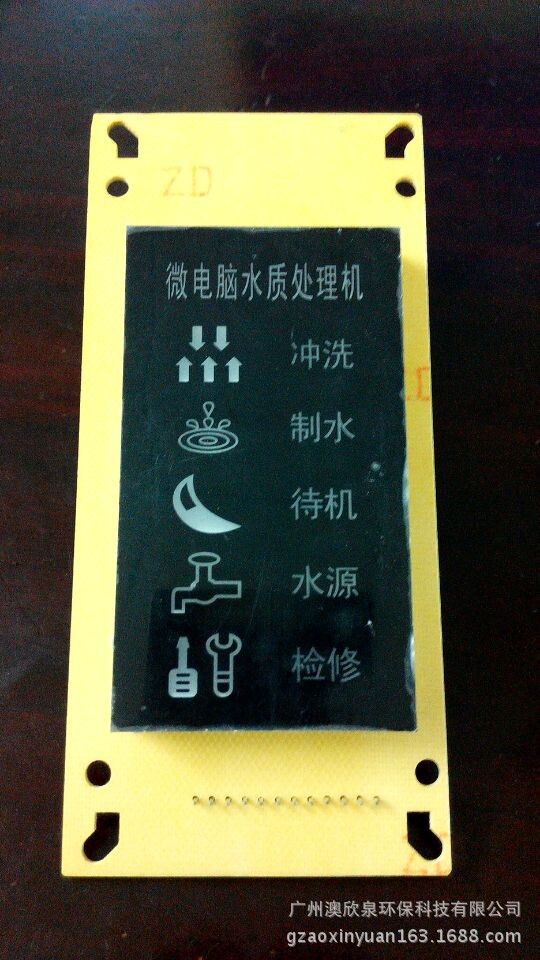 ZD
微电脑水质处理机
冲洗
制水
待机
水源
检修
广州澳欣泉环保科技有限公司
gzaoxinyuan163.1688.com